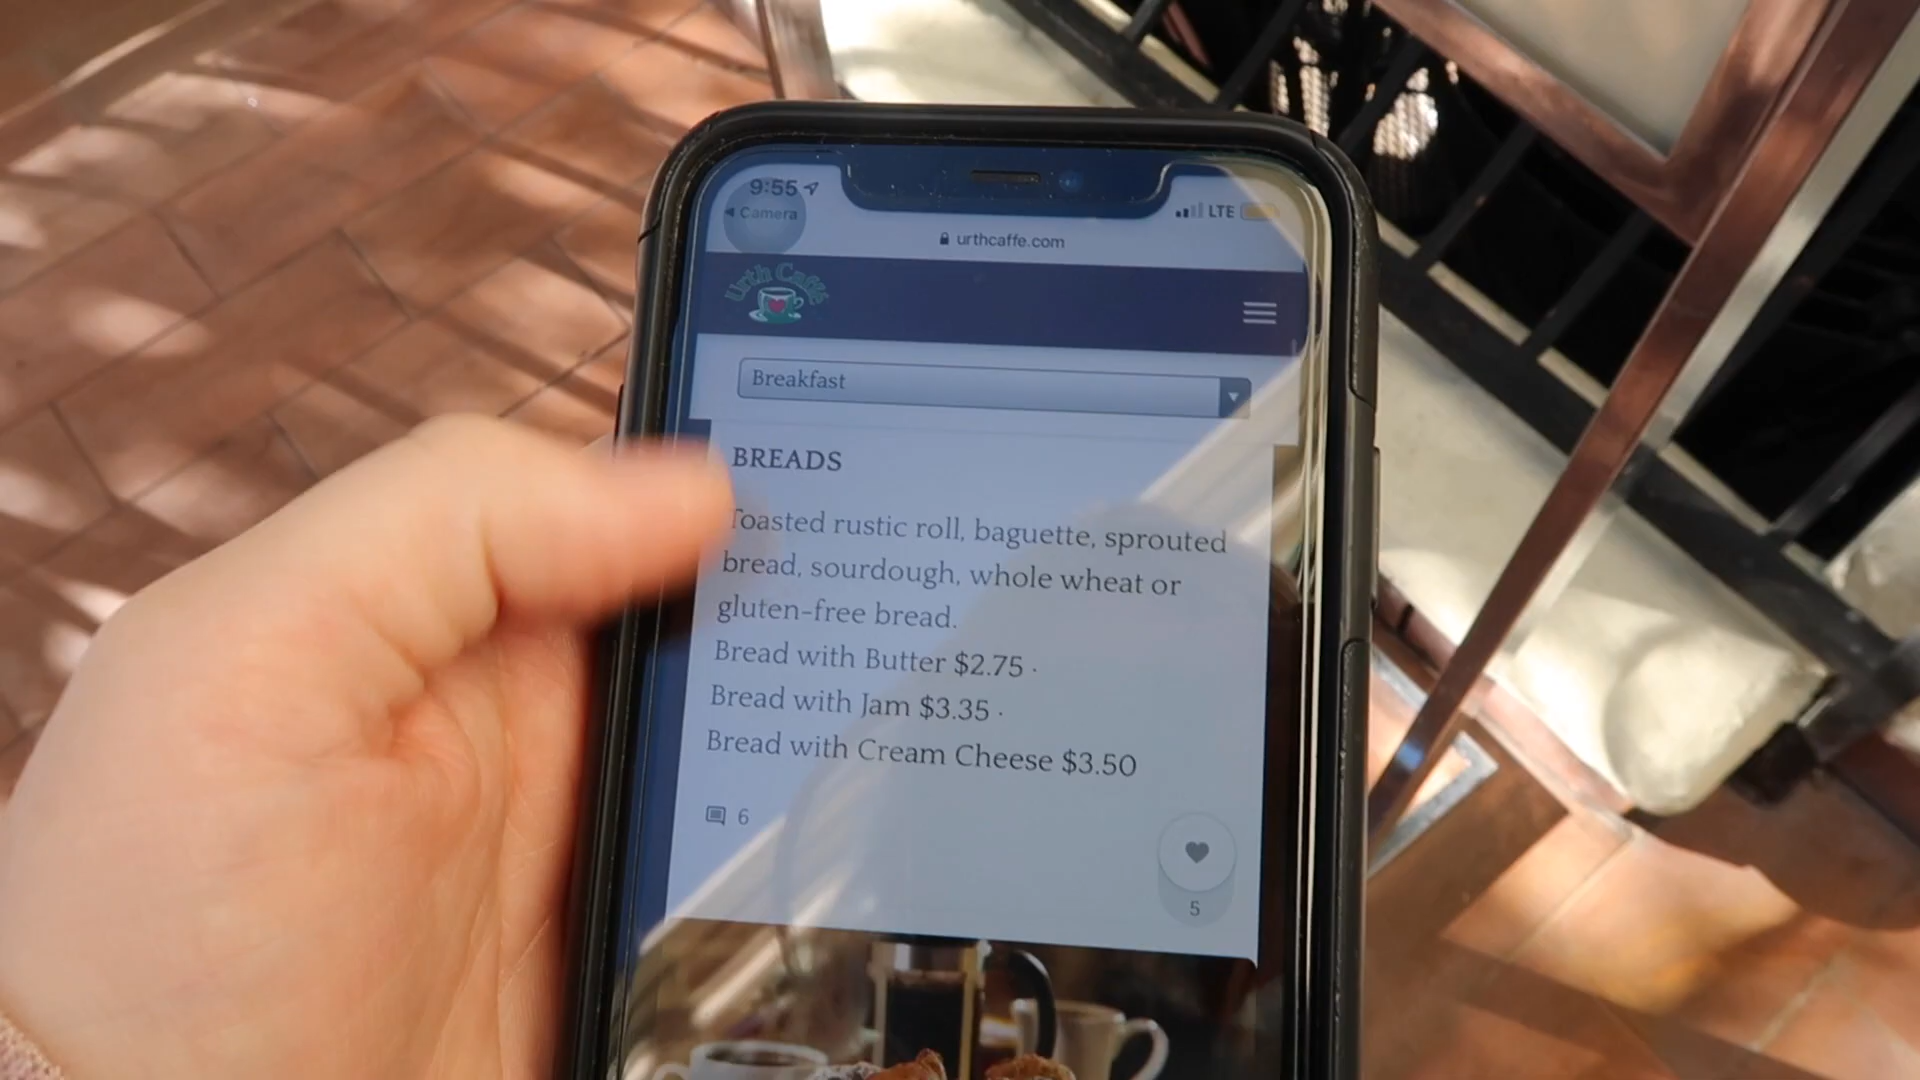 9:55
Camera
LTE
urthcaffe.com
Urth Caffé
Breakfast
BREADS
Toasted rustic roll, baguette, sprouted
bread, sourdough, whole wheat or
gluten-free bread.
Bread with Butter $2.75 ·
Bread with Jam $3.35 ·
Bread with Cream Cheese $3.50
6
5